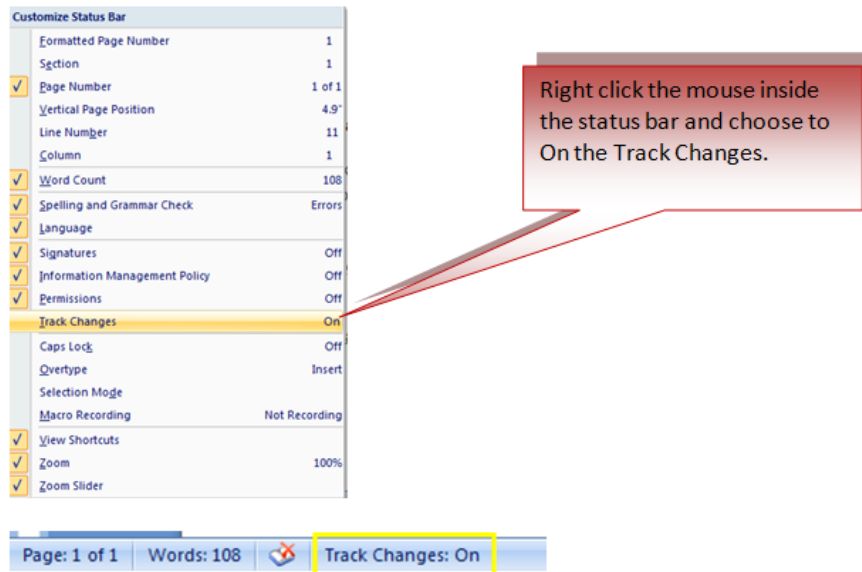 Customize Status Bar
Formatted Page Number 1
Section 1
Page Number 1 of 1
Vertical Page Position 4.9"
Line Number 11
Column 1
Word Count 108
Spelling and Grammar Check Errors
Language
Signatures Off
Information Management Policy Off
Permissions Off
Track Changes On
Caps Lock Off
Overtype Insert
Selection Mode
Macro Recording Not Recording
View Shortcuts
Zoom 100%
Zoom Slider
Right click the mouse inside
the status bar and choose to
On the Track Changes.
Page: 1 of 1 Words: 108 Track Changes: On